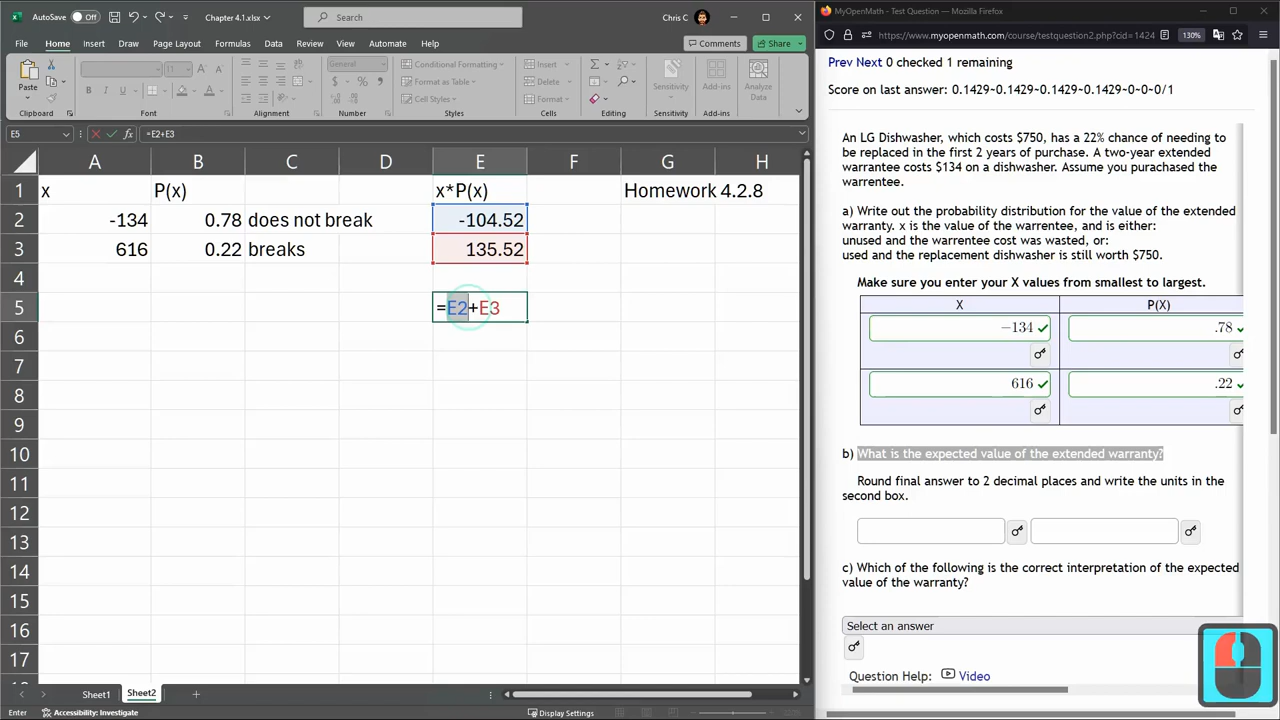 AutoSave Off Chapter 4.1.xlsx Search Chris C
File Home Insert Draw Page Layout Formulas Data Review View Automate Help Comments Share
Paste
General
Conditional Formatting
Format as Table
Cell Styles
Insert
Delete
Format
Sensitivity
Add-ins
Analyze Data
Clipboard Font Alignment Number Styles Cells Editing Sensitivity Add-ins
E5 fx =E2+E3
A B C D E F G H
1 x P(x) x*P(x) Homework 4.2.8
2 -134 0.78 does not break -104.52
3 616 0.22 breaks 135.52
4
5 =E2+E3
6
7
8
9
10
11
12
13
14
15
16
17
Sheet1 Sheet2
Enter Accessibility: Investigate Display Settings
MyOpenMath - Test Question — Mozilla Firefox
https://www.myopenmath.com/course/testquestion2.php?cid=1424 130%
Prev Next 0 checked 1 remaining
Score on last answer: 0.1429~0.1429~0.1429~0.1429~0~0~0/1
An LG Dishwasher, which costs $750, has a 22% chance of needing to
be replaced in the first 2 years of purchase. A two-year extended
warrantee costs $134 on a dishwasher. Assume you purachased the
warrentee.
a) Write out the probability distribution for the value of the extended
warranty. x is the value of the warrentee, and is either:
unused and the warrentee cost was wasted, or:
used and the replacement dishwasher is still worth $750.
Make sure you enter your X values from smallest to largest.
X P(X)
−134 .78
616 .22
b) What is the expected value of the extended warranty?
Round final answer to 2 decimal places and write the units in the
second box.
c) Which of the following is the correct interpretation of the expected
value of the warranty?
Select an answer
Question Help: Video